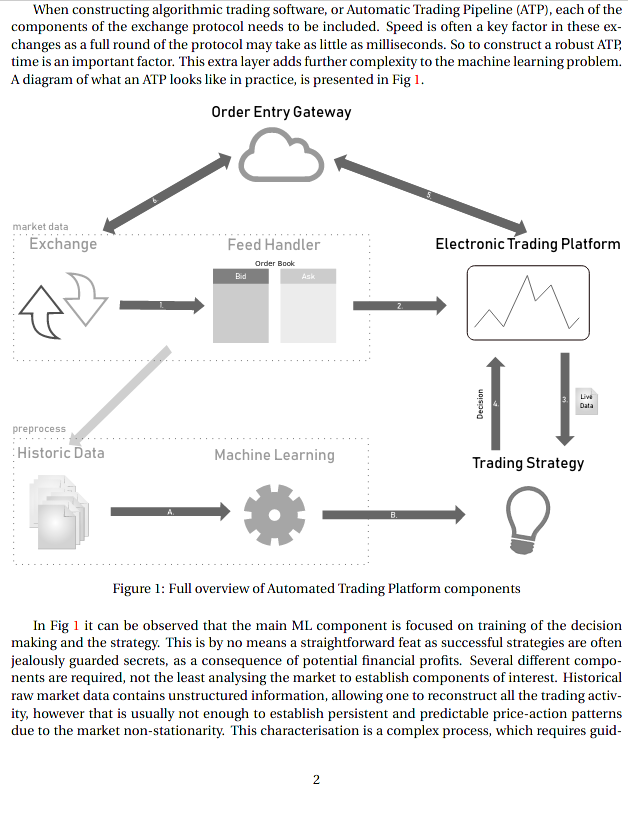 When constructing algorithmic trading software, or Automatic Trading Pipeline (ATP), each of the
components of the exchange protocol needs to be included. Speed is often a key factor in these ex-
changes as a full round of the protocol may take as little as milliseconds. So to construct a robust ATP,
time is an important factor. This extra layer adds further complexity to the machine learning problem.
A diagram of what an ATP looks like in practice, is presented in Fig 1.
Order Entry Gateway
6.
5.
market data
Exchange
Feed Handler
Electronic Trading Platform
Order Book
Bid
Ask
1.
2.
Decision
4.
3.
Live
Data
preprocess
Historic Data
Machine Learning
Trading Strategy
A.
B.
Figure 1: Full overview of Automated Trading Platform components
In Fig 1 it can be observed that the main ML component is focused on training of the decision
making and the strategy. This is by no means a straightforward feat as successful strategies are often
jealously guarded secrets, as a consequence of potential financial profits. Several different compo-
nents are required, not the least analysing the market to establish components of interest. Historical
raw market data contains unstructured information, allowing one to reconstruct all the trading activ-
ity, however that is usually not enough to establish persistent and predictable price-action patterns
due to the market non-stationarity. This characterisation is a complex process, which requires guid-
2